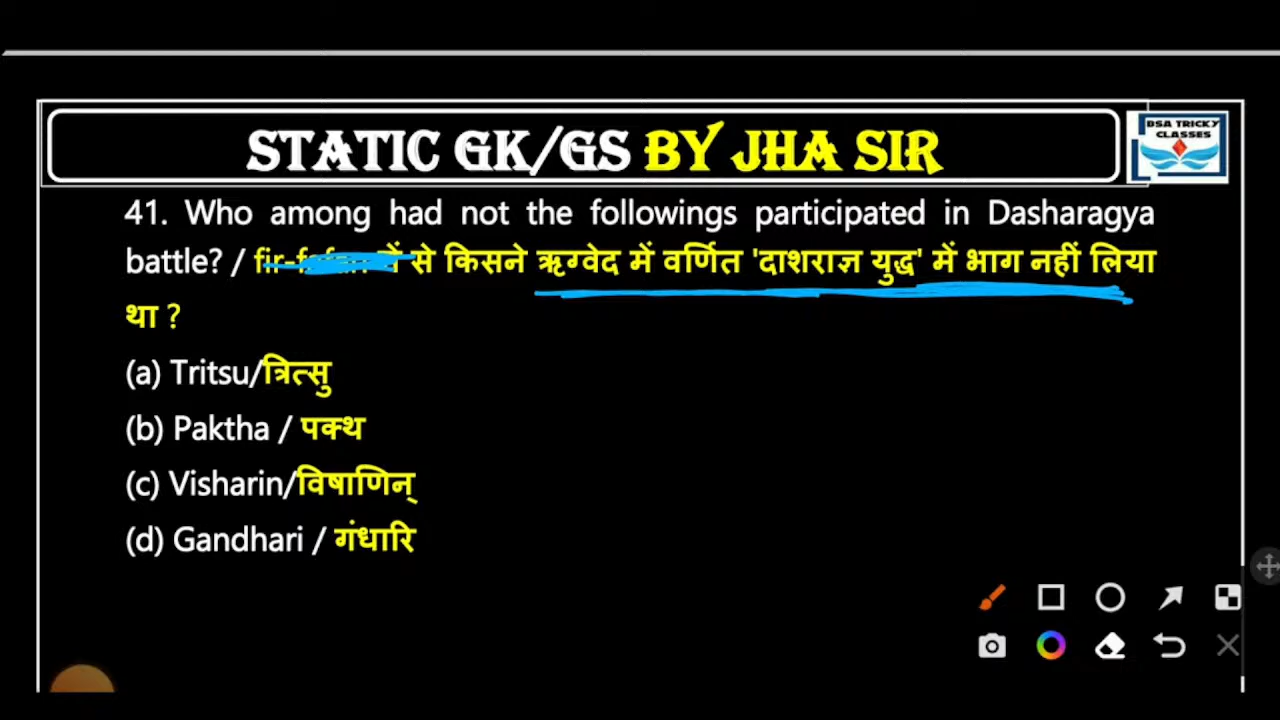 STATIC GK/GS BY JHA SIR
DSA TRICKY
CLASSES
41. Who among had not the followings participated in Dasharagya
battle? / में से किसने ऋग्वेद में वर्णित 'दाशराज्ञ युद्ध' में भाग नहीं लिया
था ?
(a) Tritsu/त्रित्सु
(b) Paktha / पक्थ
(c) Visharin/विषाणिन्
(d) Gandhari / गंधारि